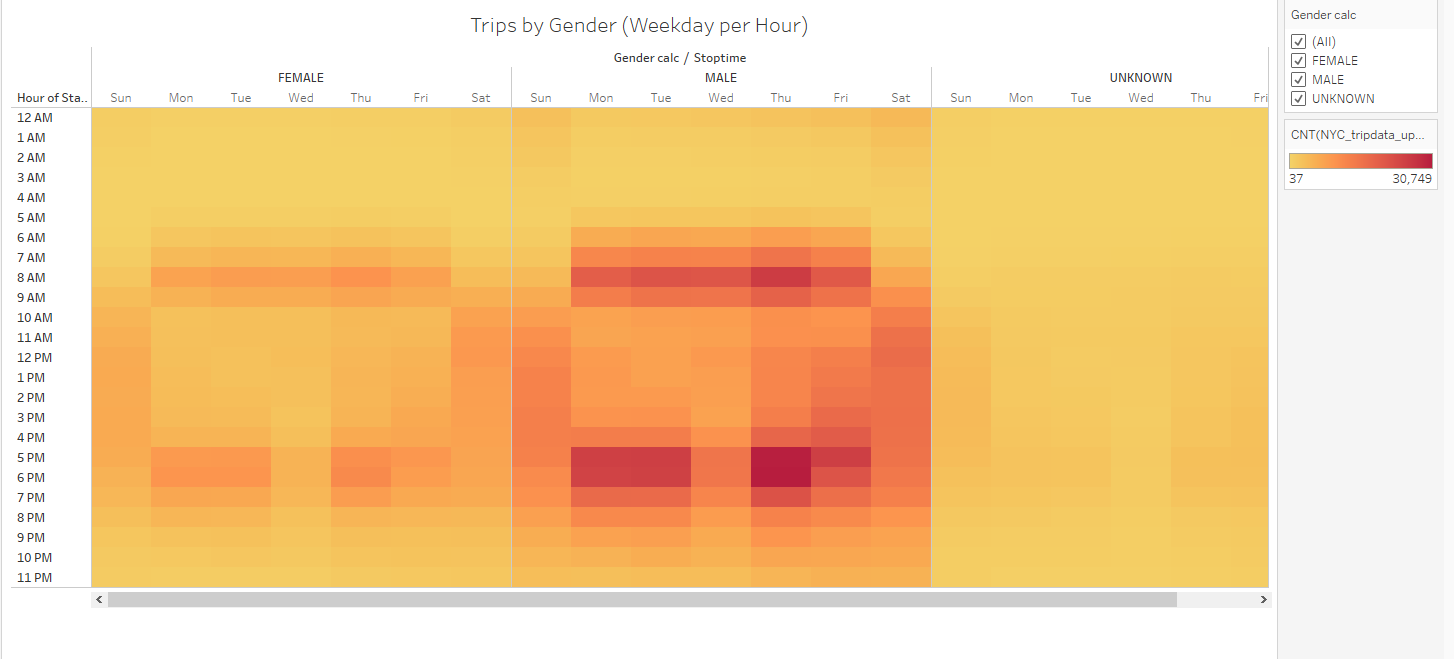 Trips by Gender (Weekday per Hour)
Gender calc / Stoptime
FEMALE MALE UNKNOWN
Hour of Sta.. Sun Mon Tue Wed Thu Fri Sat Sun Mon Tue Wed Thu Fri Sat Sun Mon Tue Wed Thu Fri
12 AM
1 AM
2 AM
3 AM
4 AM
5 AM
6 AM
7 AM
8 AM
9 AM
10 AM
11 AM
12 PM
1 PM
2 PM
3 PM
4 PM
5 PM
6 PM
7 PM
8 PM
9 PM
10 PM
11 PM
Gender calc
(All)
FEMALE
MALE
UNKNOWN
CNT(NYC_tripdata_up...
37 30,749